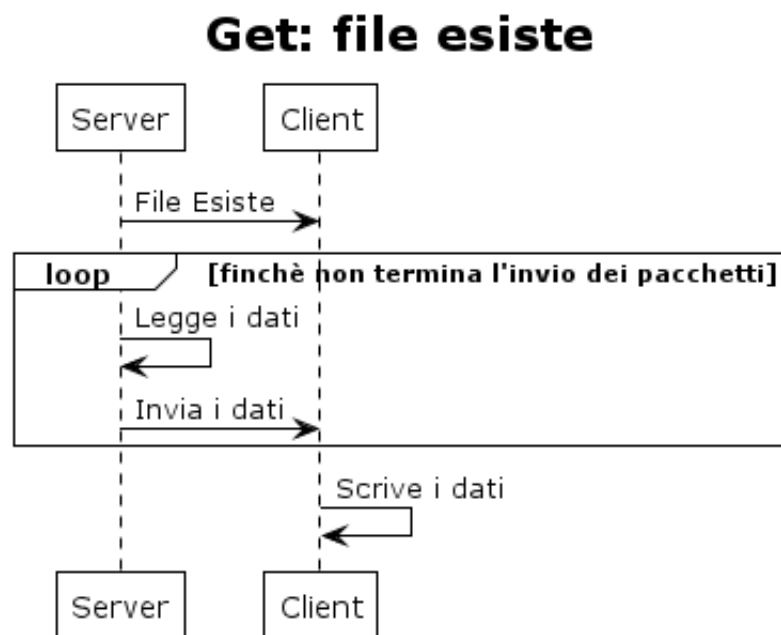 Get: file esiste
Server
Client
File Esiste
loop
[finchè non termina l'invio dei pacchetti]
Legge i dati
Invia i dati
Scrive i dati
Server
Client